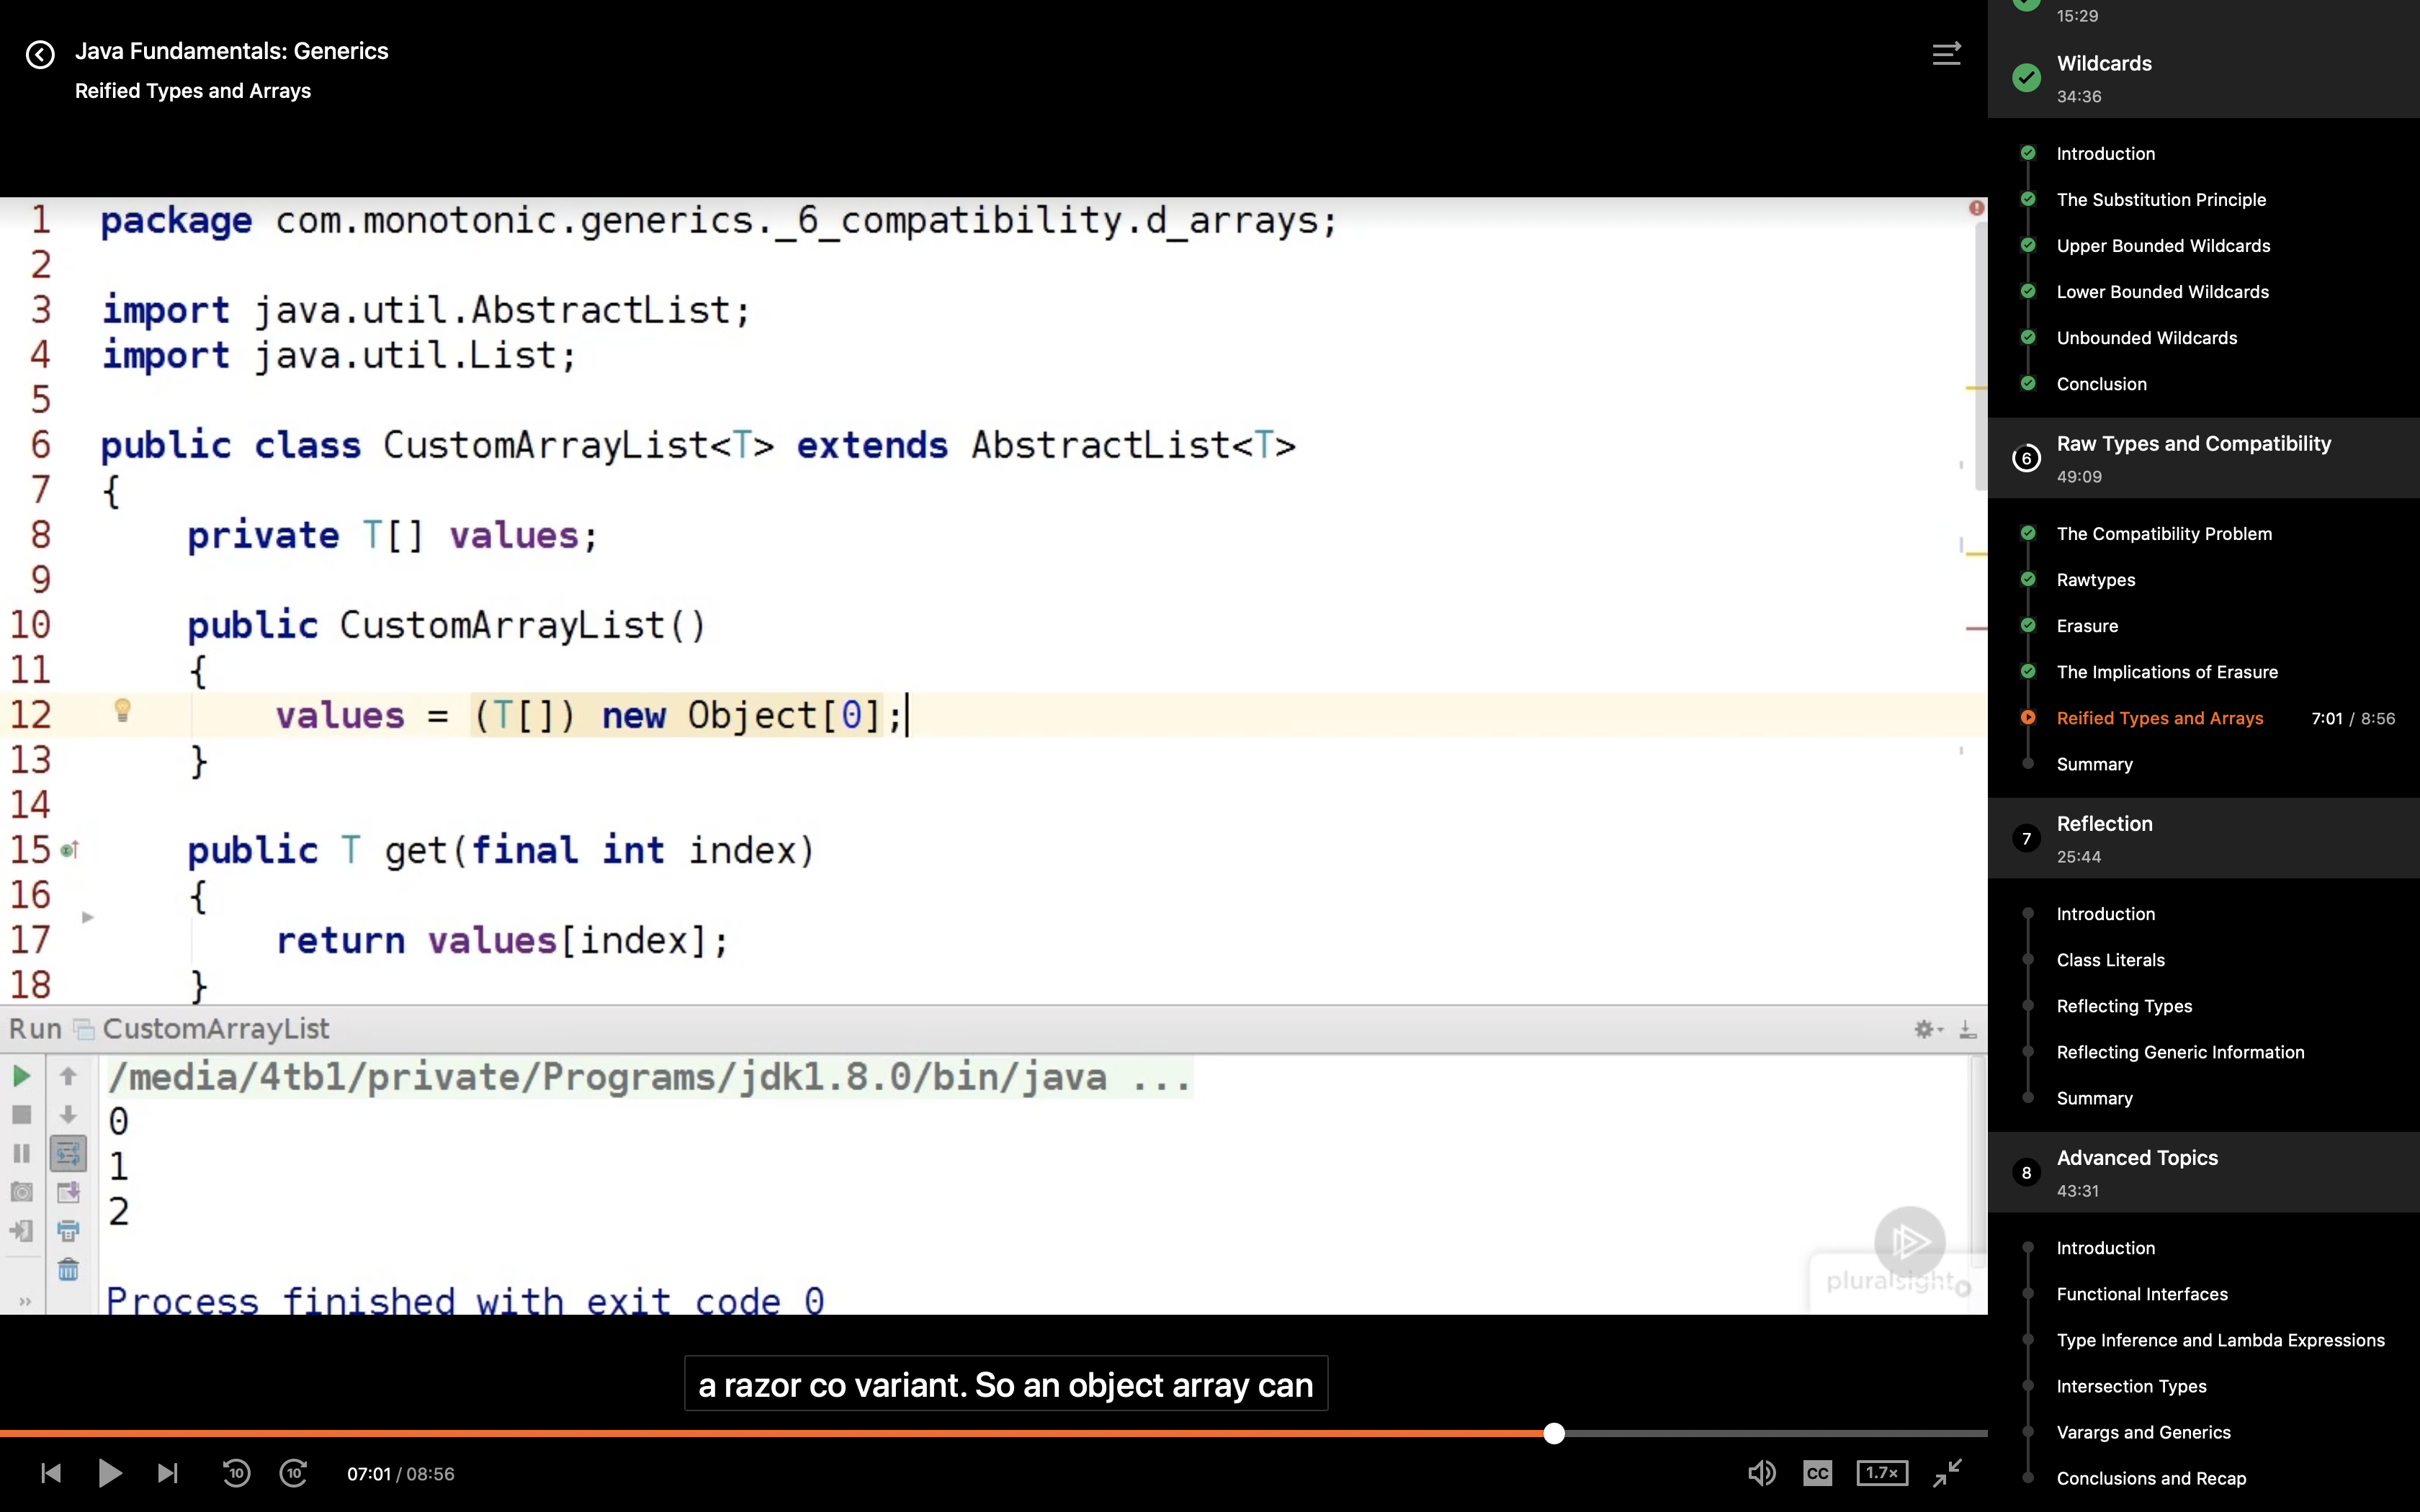 Java Fundamentals: Generics
Reified Types and Arrays
1 package com.monotonic.generics._6_compatibility.d_arrays;
2
3 import java.util.AbstractList;
4 import java.util.List;
5
6 public class CustomArrayList<T> extends AbstractList<T>
7 {
8 private T[] values;
9
10 public CustomArrayList()
11 {
12 values = (T[]) new Object[0];
13 }
14
15 public T get(final int index)
16 {
17 return values[index];
18 }
Run CustomArrayList
/media/4tb1/private/Programs/jdk1.8.0/bin/java ...
0
1
2
Process finished with exit code 0
pluralsight
a razor co variant. So an object array can
10 10 07:01 / 08:56
CC 1.7×
15:29
Wildcards
34:36
Introduction
The Substitution Principle
Upper Bounded Wildcards
Lower Bounded Wildcards
Unbounded Wildcards
Conclusion
6 Raw Types and Compatibility
49:09
The Compatibility Problem
Rawtypes
Erasure
The Implications of Erasure
Reified Types and Arrays 7:01 / 8:56
Summary
7 Reflection
25:44
Introduction
Class Literals
Reflecting Types
Reflecting Generic Information
Summary
8 Advanced Topics
43:31
Introduction
Functional Interfaces
Type Inference and Lambda Expressions
Intersection Types
Varargs and Generics
Conclusions and Recap